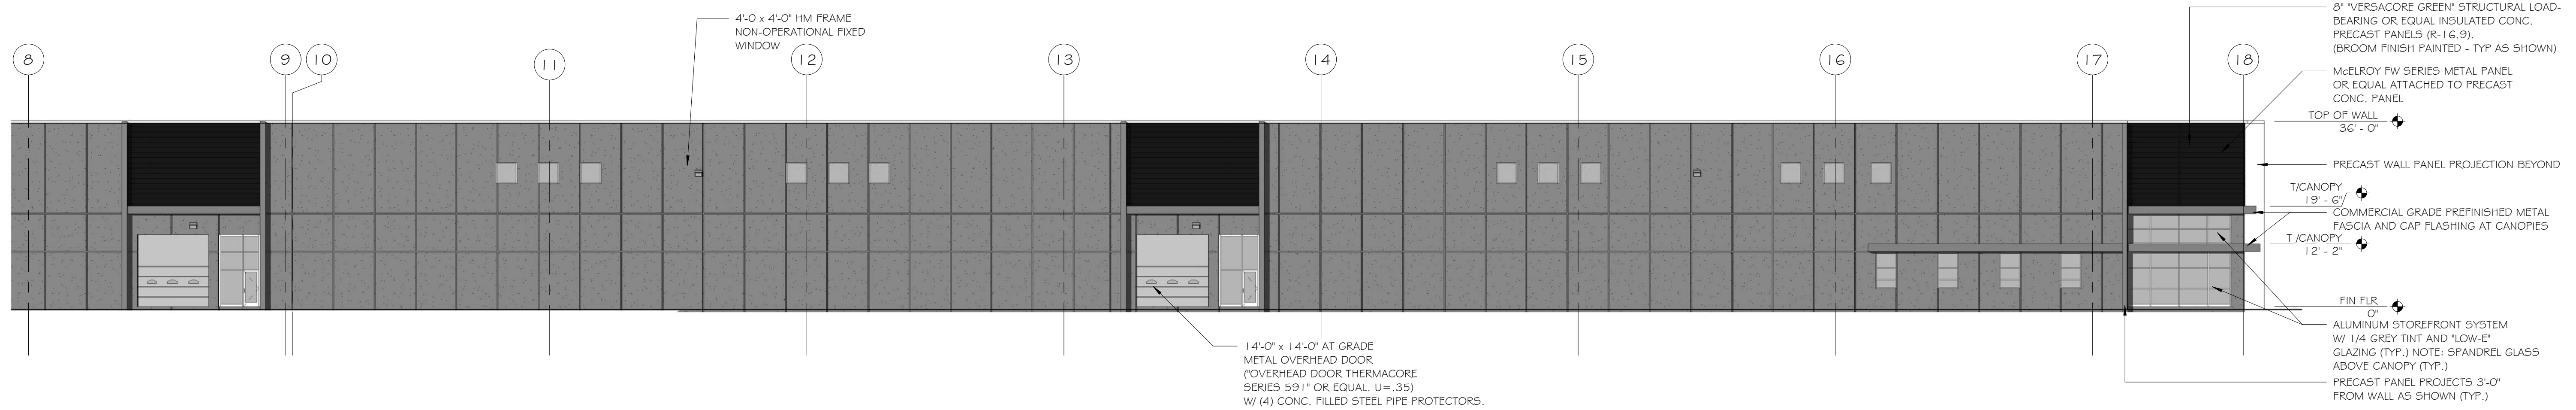 4'-0 x 4'-0" HM FRAME
NON-OPERATIONAL FIXED
WINDOW
8" "VERSACORE GREEN" STRUCTURAL LOAD-
BEARING OR EQUAL INSULATED CONC.
PRECAST PANELS (R-16.9).
(BROOM FINISH PAINTED - TYP AS SHOWN)
8
9
10
11
12
13
14
15
16
17
18
McELROY FW SERIES METAL PANEL
OR EQUAL ATTACHED TO PRECAST
CONC. PANEL
TOP OF WALL
36' - 0"
PRECAST WALL PANEL PROJECTION BEYOND
T/CANOPY
19' - 6"
COMMERCIAL GRADE PREFINISHED METAL
FASCIA AND CAP FLASHING AT CANOPIES
T /CANOPY
12' - 2"
FIN FLR
0"
ALUMINUM STOREFRONT SYSTEM
W/ 1/4 GREY TINT AND "LOW-E"
GLAZING (TYP.) NOTE: SPANDREL GLASS
ABOVE CANOPY (TYP.)
PRECAST PANEL PROJECTS 3'-0"
FROM WALL AS SHOWN (TYP.)
14'-0" x 14'-0" AT GRADE
METAL OVERHEAD DOOR
("OVERHEAD DOOR THERMACORE
SERIES 591" OR EQUAL. U=.35)
W/ (4) CONC. FILLED STEEL PIPE PROTECTORS.